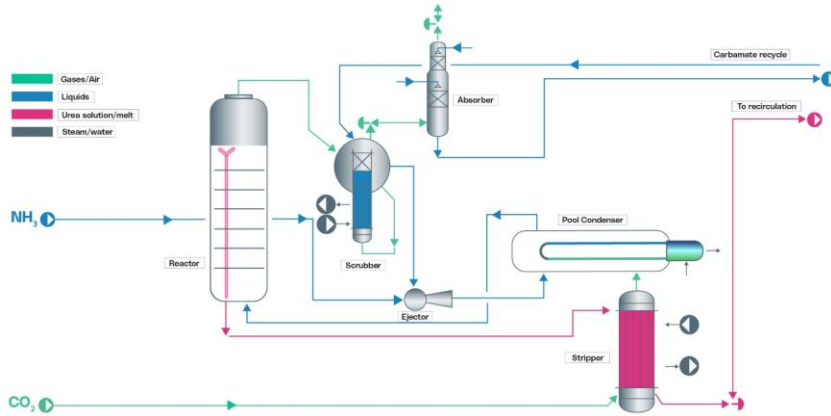 Carbamate recycle
Gases/Air
Liquids
Urea solution/melt
Steam/water
Absorber
To recirculation
NH3
Pool Condenser
Reactor
Scrubber
Ejector
Stripper
CO2